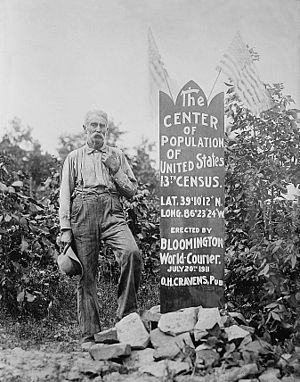 The
CENTER
OF
POPULATION
OF
UNITED States
13TH CENSUS.
LAT. 39°10'12"N.
LONG. 86°23'24"W
ERECTED BY
BLOOMINGTON
World-Courier.
JULY 20TH 1911
O.H.CRAVENS, Pub